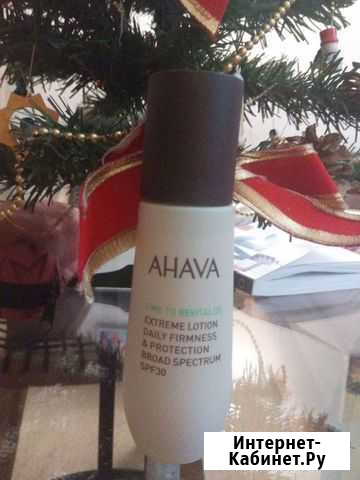 AHAVA
TIME TO REVITALIZE
EXTREME LOTION
DAILY FIRMNESS
& PROTECTION
BROAD SPECTRUM
SPF30
Интернет-
Кабинет.Ру